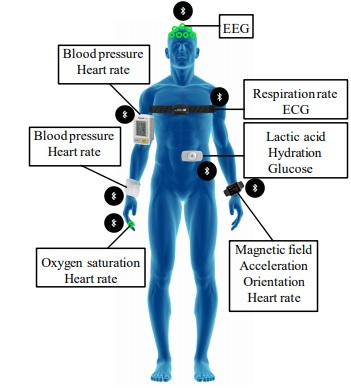 EEG
Blood pressure
Heart rate
Respiration rate
ECG
Blood pressure
Heart rate
Lactic acid
Hydration
Glucose
Oxygen saturation
Heart rate
Magnetic field
Acceleration
Orientation
Heart rate